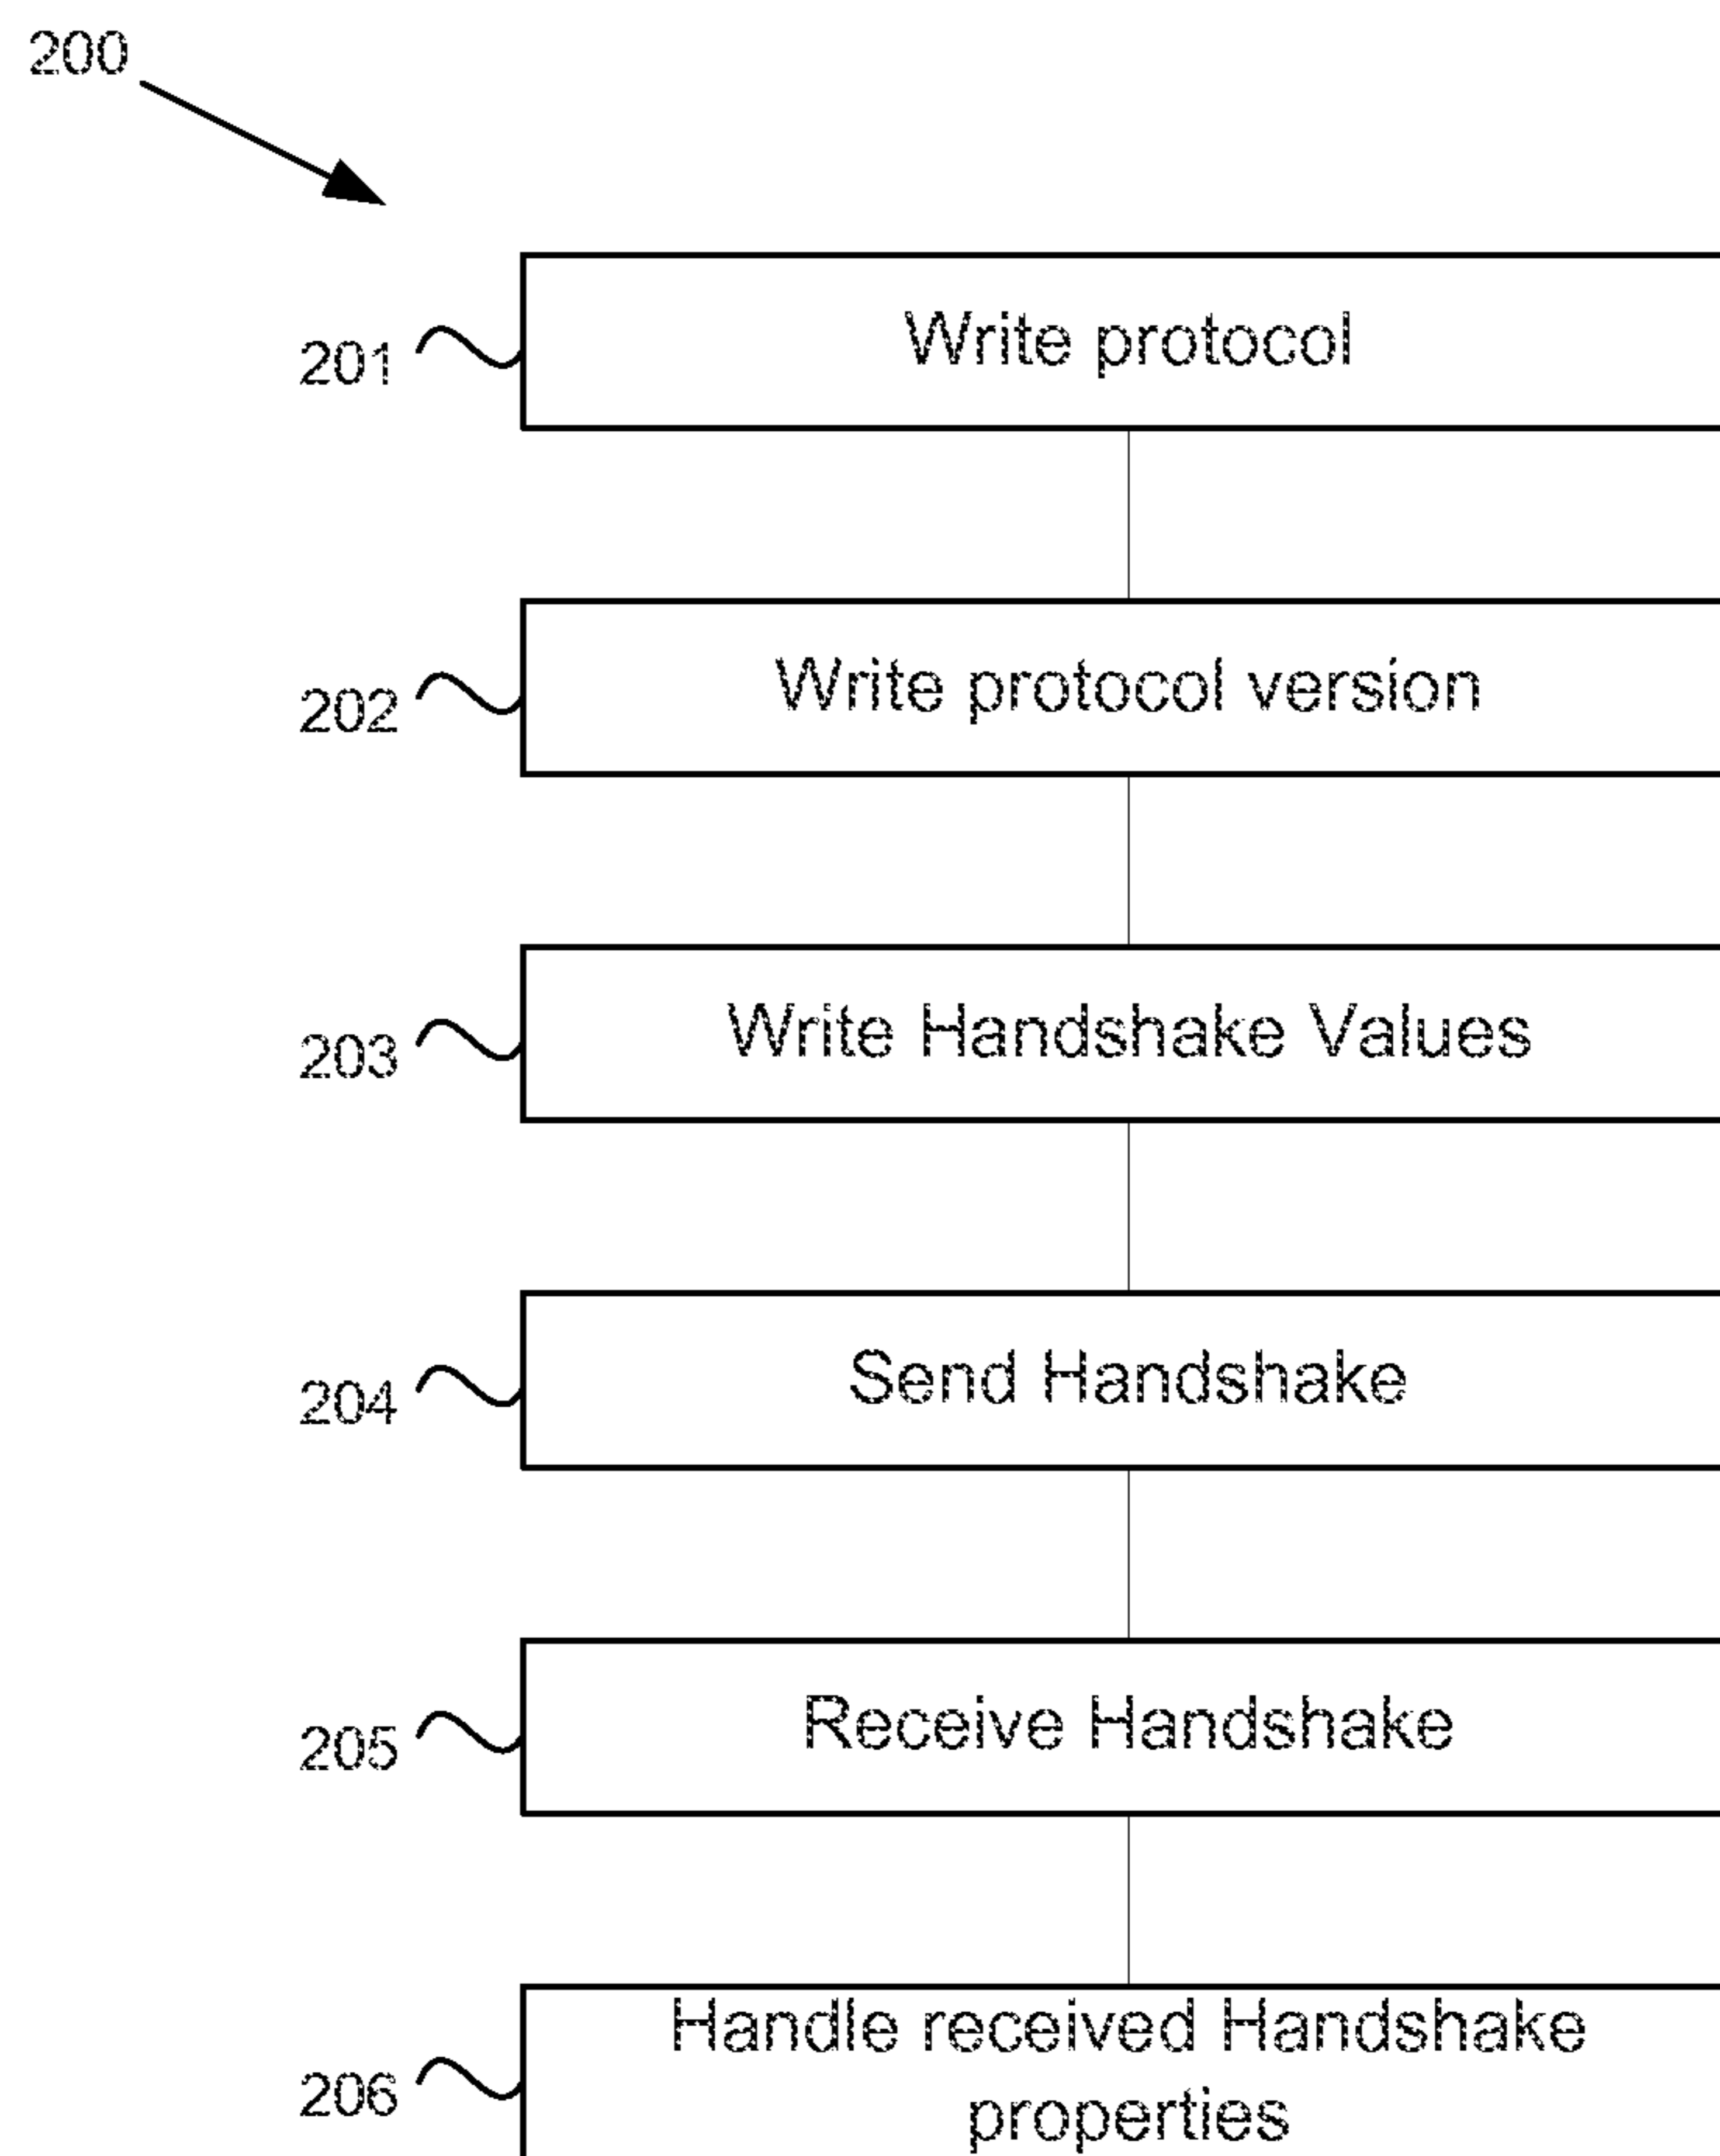 200
201
Write protocol
202
Write protocol version
203
Write Handshake Values
204
Send Handshake
205
Receive Handshake
206
Handle received Handshake
properties